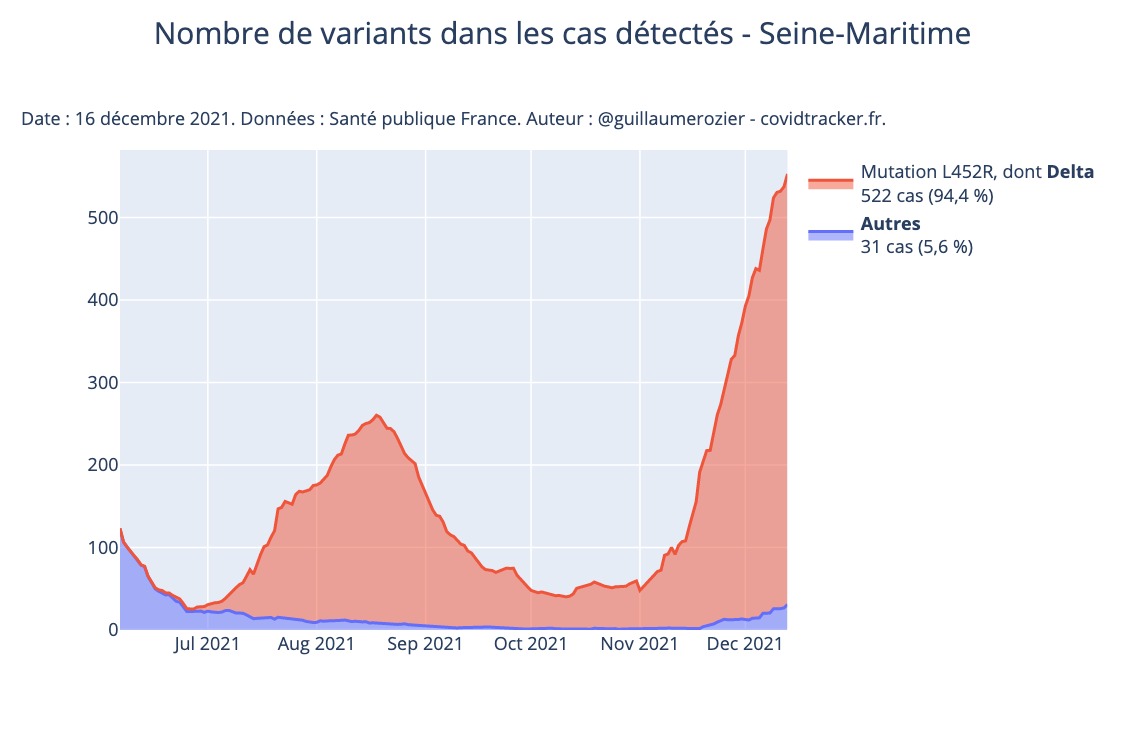 Nombre de variants dans les cas détectés - Seine-Maritime
Date : 16 décembre 2021. Données : Santé publique France. Auteur : @guillaumerozier - covidtracker.fr.
Mutation L452R, dont Delta
522 cas (94,4 %)
Autres
31 cas (5,6 %)
500
400
300
200
100
0
Jul 2021 Aug 2021 Sep 2021 Oct 2021 Nov 2021 Dec 2021